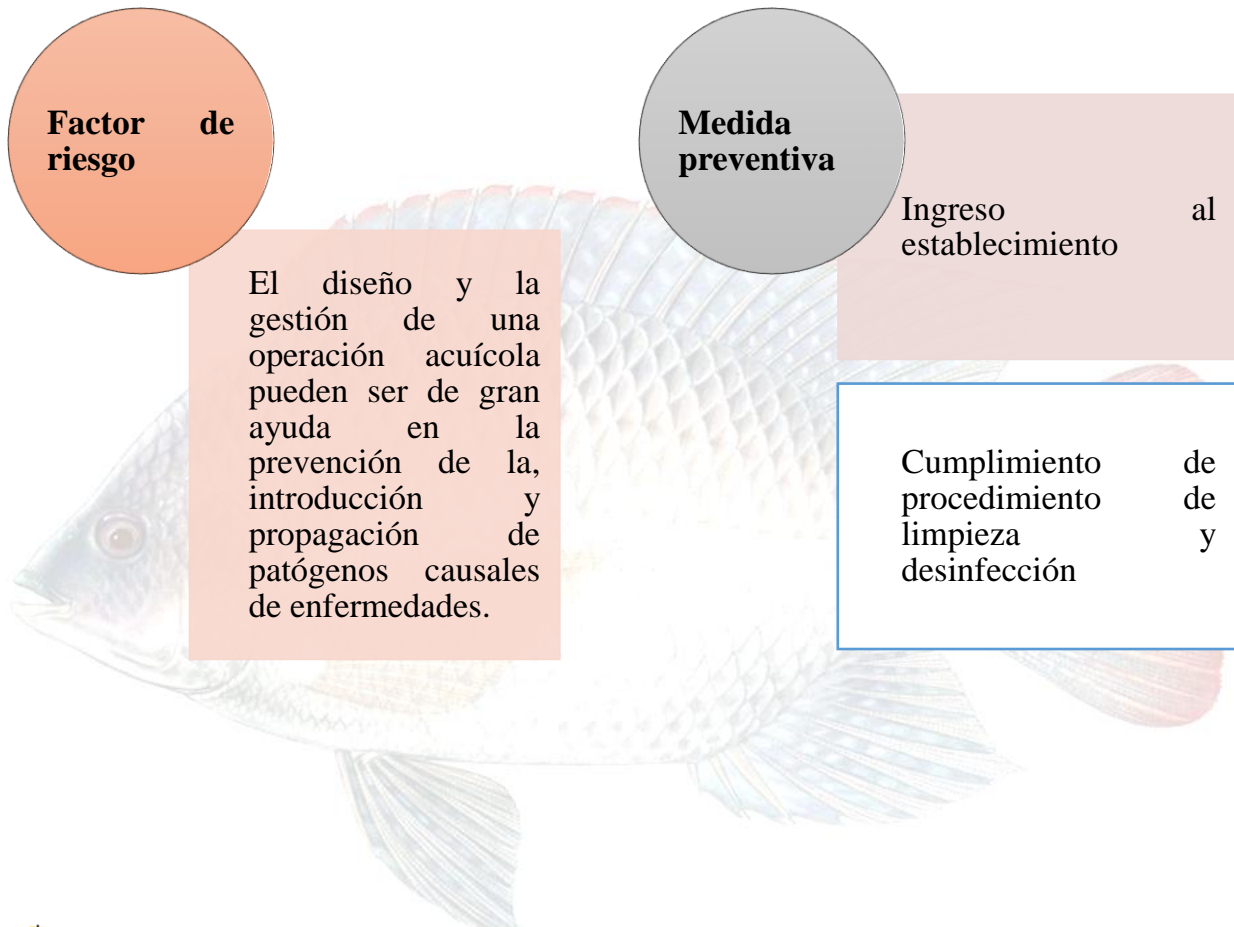 Factor de
riesgo
El diseño y la
gestión de una
operación acuícola
pueden ser de gran
ayuda en la
prevención de la,
introducción y
propagación de
patógenos causales
de enfermedades.
Medida
preventiva
Ingreso al
establecimiento
Cumplimiento de
procedimiento de
limpieza y
desinfección